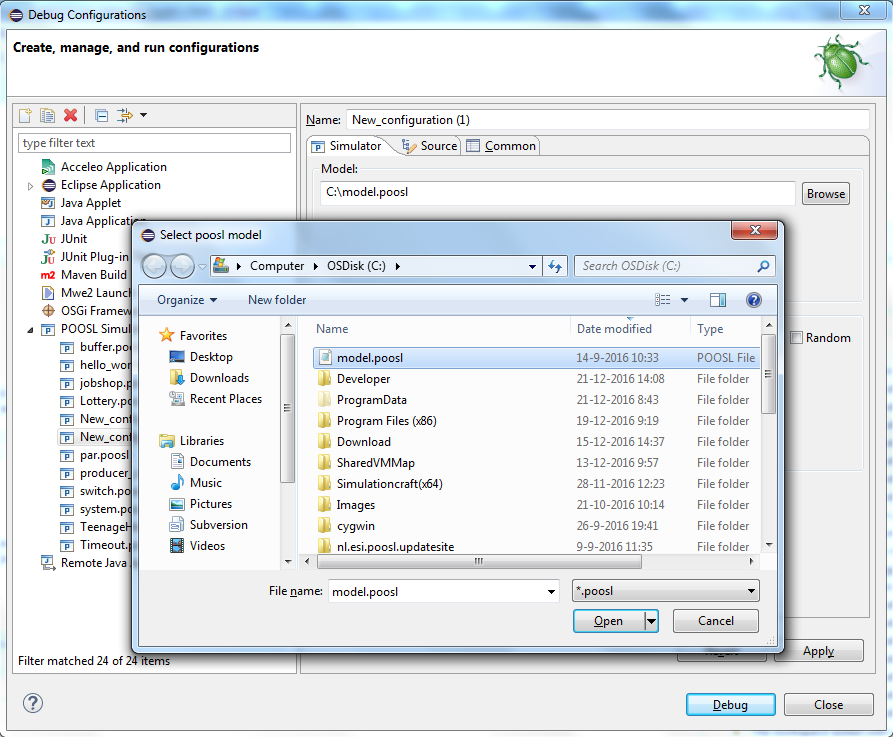 Debug Configurations
Create, manage, and run configurations
type filter text
Acceleo Application
Eclipse Application
Java Applet
Java Application
JUnit
JUnit Plug-in
Maven Build
Mwe2 Launch
OSGi Framew
POOSL Simul
buffer.po
hello_wor
jobshop.p
Lottery.po
New_conf
New_conf
par.poosl
producer_
switch.poo
system.po
TeenageH
Timeout.p
Remote Java
Filter matched 24 of 24 items
Name: New_configuration (1)
Simulator Source Common
Model:
C:\model.poosl Browse
Random
Select poosl model
Computer OSDisk (C:) Search OSDisk (C:)
Organize New folder
Favorites
Desktop
Downloads
Recent Places
Libraries
Documents
Music
Pictures
Subversion
Videos
Name Date modified Type
model.poosl 14-9-2016 10:33 POOSL File
Developer 21-12-2016 14:08 File folder
ProgramData 21-12-2016 8:43 File folder
Program Files (x86) 19-12-2016 9:19 File folder
Download 15-12-2016 14:37 File folder
SharedVMMap 13-12-2016 9:57 File folder
Simulationcraft(x64) 28-11-2016 12:23 File folder
Images 21-10-2016 10:14 File folder
cygwin 26-9-2016 19:41 File folder
nl.esi.poosl.updatesite 9-9-2016 11:35 File folder
File name: model.poosl *.poosl
Open Cancel
Apply
Debug Close